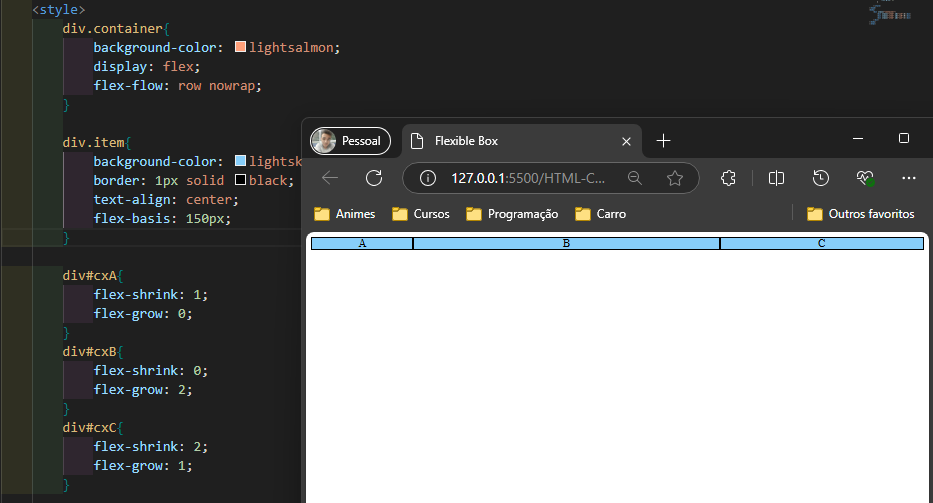 <style>
div.container{
background-color: lightsalmon;
display: flex;
flex-flow: row nowrap;
}
div.item{
background-color: lightsk
border: 1px solid black;
text-align: center;
flex-basis: 150px;
}
div#cxA{
flex-shrink: 1;
flex-grow: 0;
}
div#cxB{
flex-shrink: 0;
flex-grow: 2;
}
div#cxC{
flex-shrink: 2;
flex-grow: 1;
}
Pessoal
Flexible Box
127.0.0.1:5500/HTML-C...
Animes Cursos Programação Carro Outros favoritos
A B C